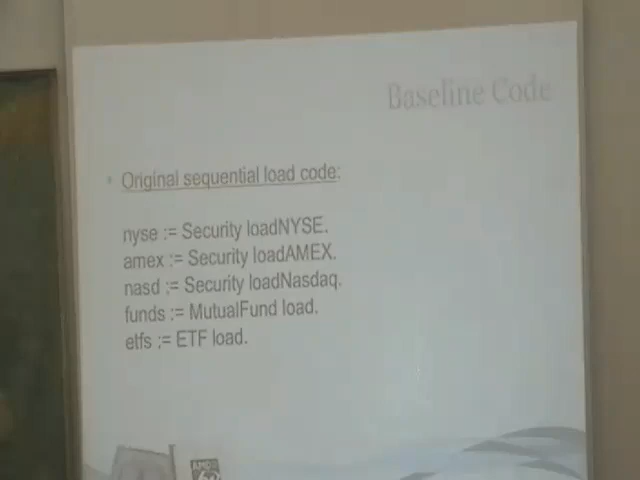 Baseline Code
• Original sequential load code:
nyse := Security loadNYSE.
amex := Security loadAMEX.
nasd := Security loadNasdaq.
funds := MutualFund load.
etfs := ETF load.